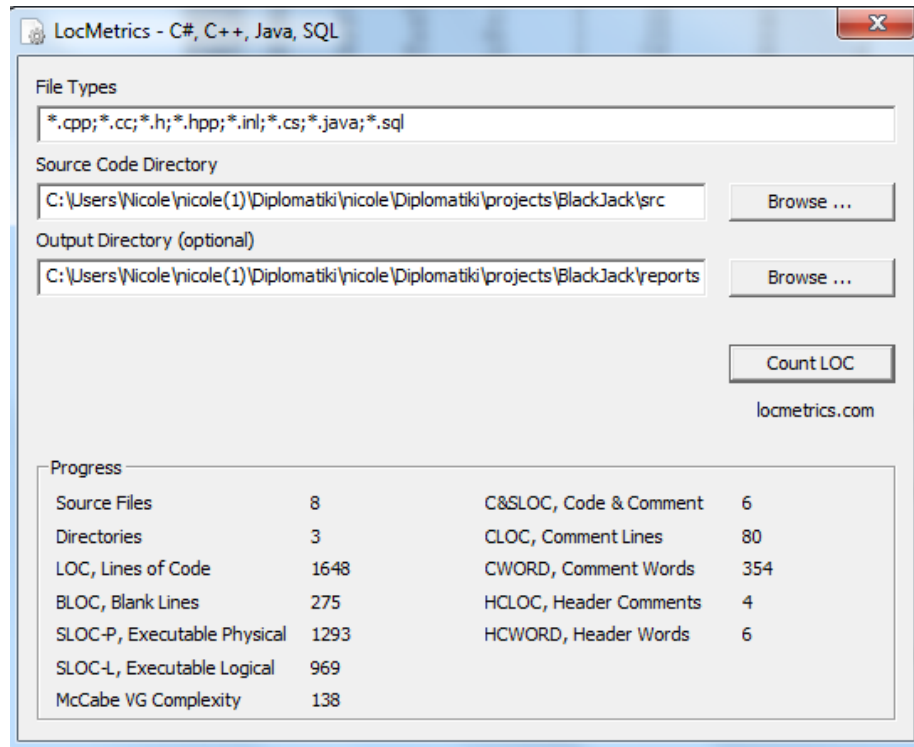 LocMetrics - C#, C++, Java, SQL
File Types
*.cpp;*.cc;*.h;*.hpp;*.inl;*.cs;*.java;*.sql
Source Code Directory
C:\Users\Nicole\nicole(1)\Diplomatiki\nicole\Diplomatiki\projects\BlackJack\src
Browse ...
Output Directory (optional)
C:\Users\Nicole\nicole(1)\Diplomatiki\nicole\Diplomatiki\projects\BlackJack\reports
Browse ...
Count LOC
locmetrics.com
Progress
Source Files 8 C&SLOC, Code & Comment 6
Directories 3 CLOC, Comment Lines 80
LOC, Lines of Code 1648 CWORD, Comment Words 354
BLOC, Blank Lines 275 HCLOC, Header Comments 4
SLOC-P, Executable Physical 1293 HCWORD, Header Words 6
SLOC-L, Executable Logical 969
McCabe VG Complexity 138